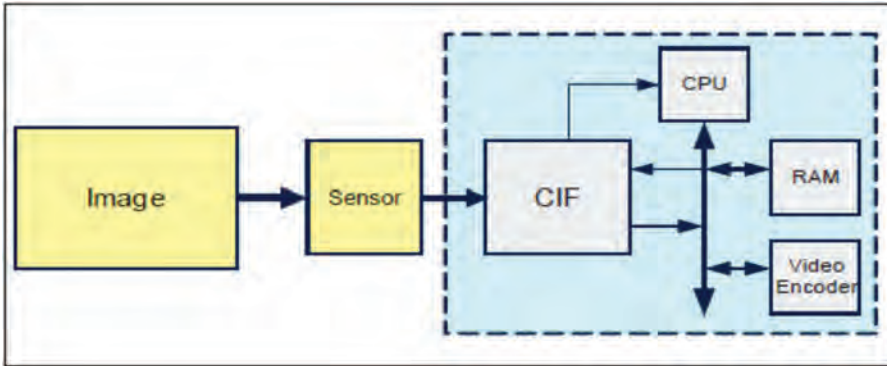 Image
Sensor
CIF
CPU
RAM
Video
Encoder